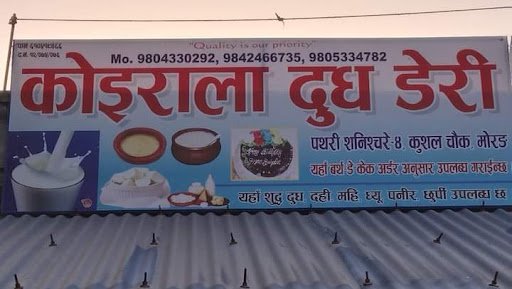 "Quality is our priority"
Mo. 9804330292, 9842466735, 9805334782
कोइराला दुध डेरी
पथरी शनिश्चरे-४ कुशल चौक, मोरङ
यहाँ बर्थ डे केक अर्डर अनुसार उपलब्ध गराईन्छ
यहाँ शुद्ध दुध दही, महि, घ्यू, पनीर, छुर्पी उपलब्ध छ